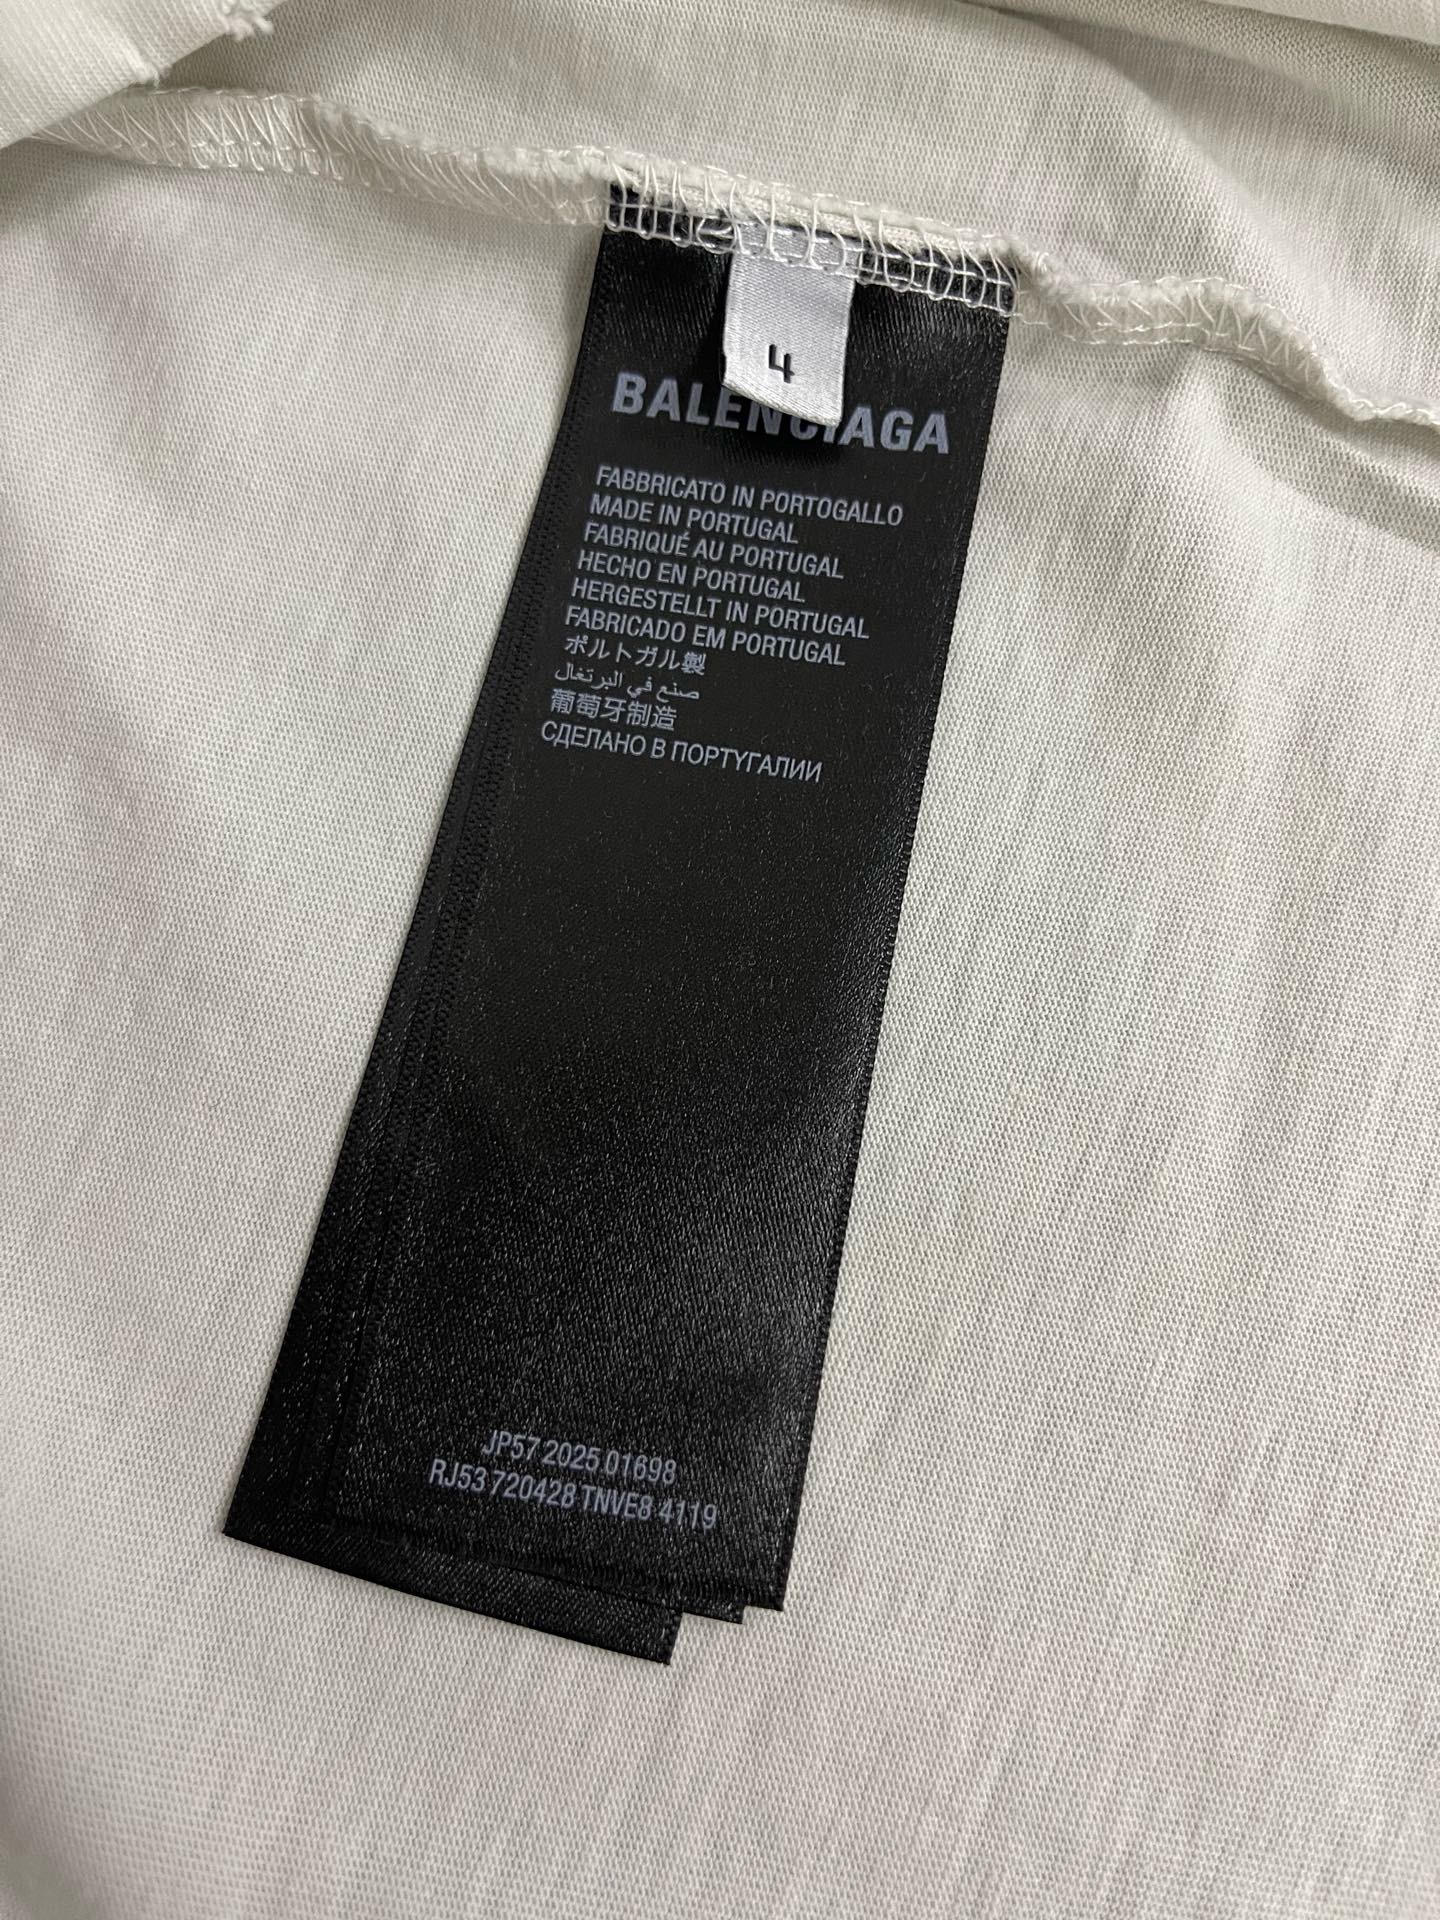 4
BALENCIAGA
FABBRICATO IN PORTOGALLO
MADE IN PORTUGAL
FABRIQUÉ AU PORTUGAL
HECHO EN PORTUGAL
HERGESTELLT IN PORTUGAL
FABRICADO EM PORTUGAL
ポルトガル製
صنع في البرتغال
葡萄牙制造
СДЕЛАНО В ПОРТУГАЛИИ
JP57 2025 01698
RJ53 720428 TNVE8 4119